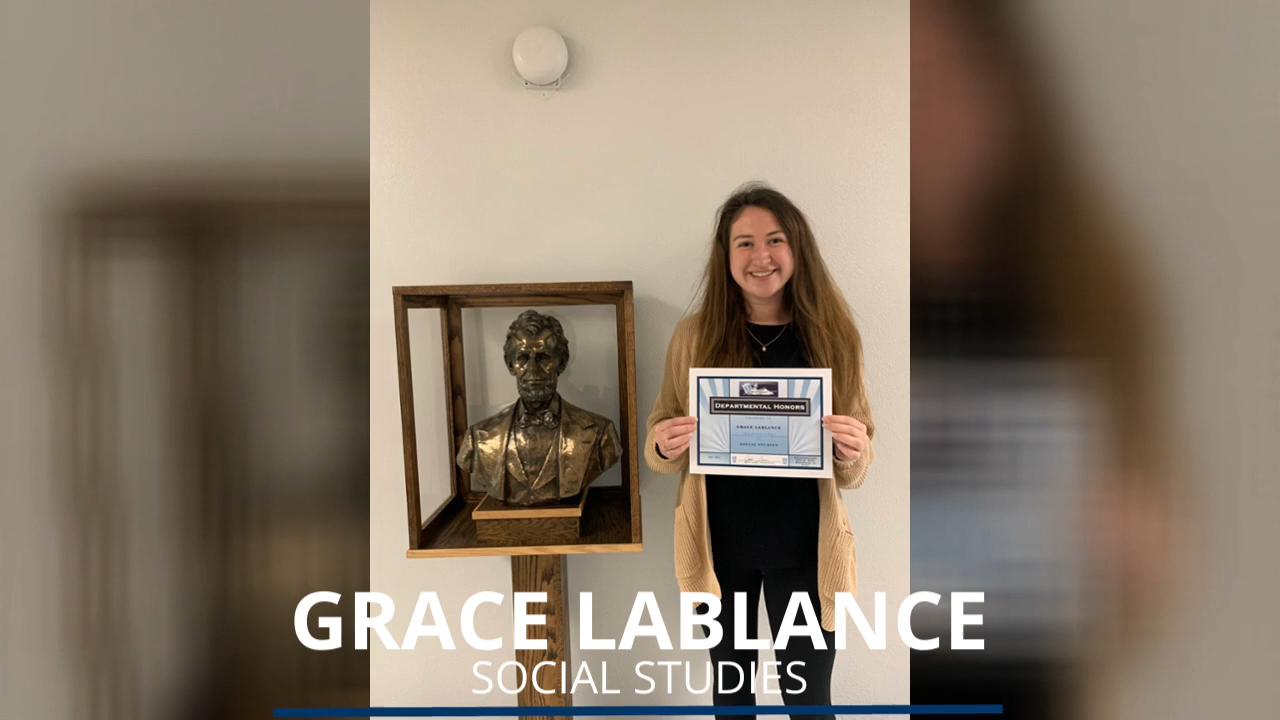 DEPARTMENTAL HONORS
GRACE LABLANCE
SOCIAL STUDIES
GRACE LABLANCE
SOCIAL STUDIES